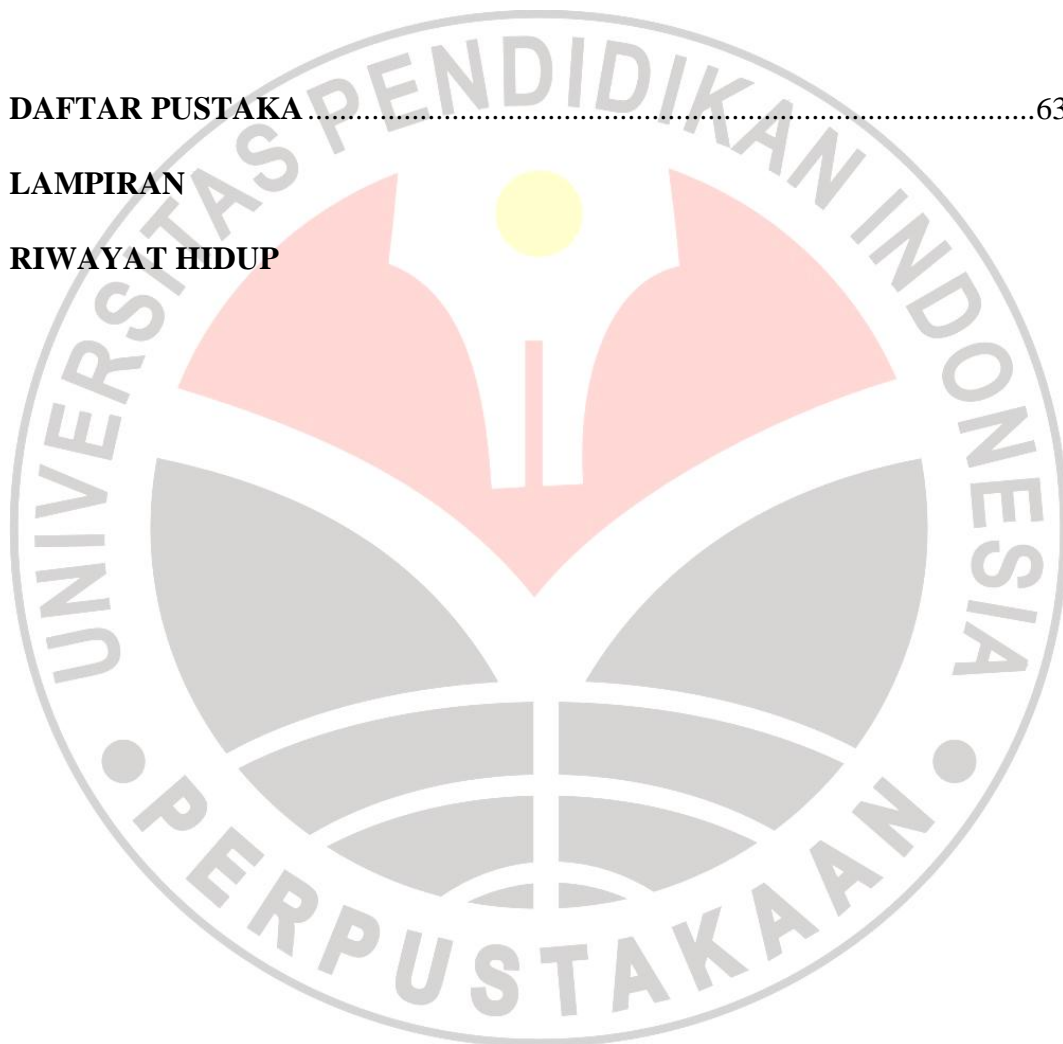 DAFTAR PUSTAKA...........................................................................................63
LAMPIRAN
RIWAYAT HIDUP
UNIVERSITAS PENDIDIKAN INDONESIA
PERPUSTAKAAN